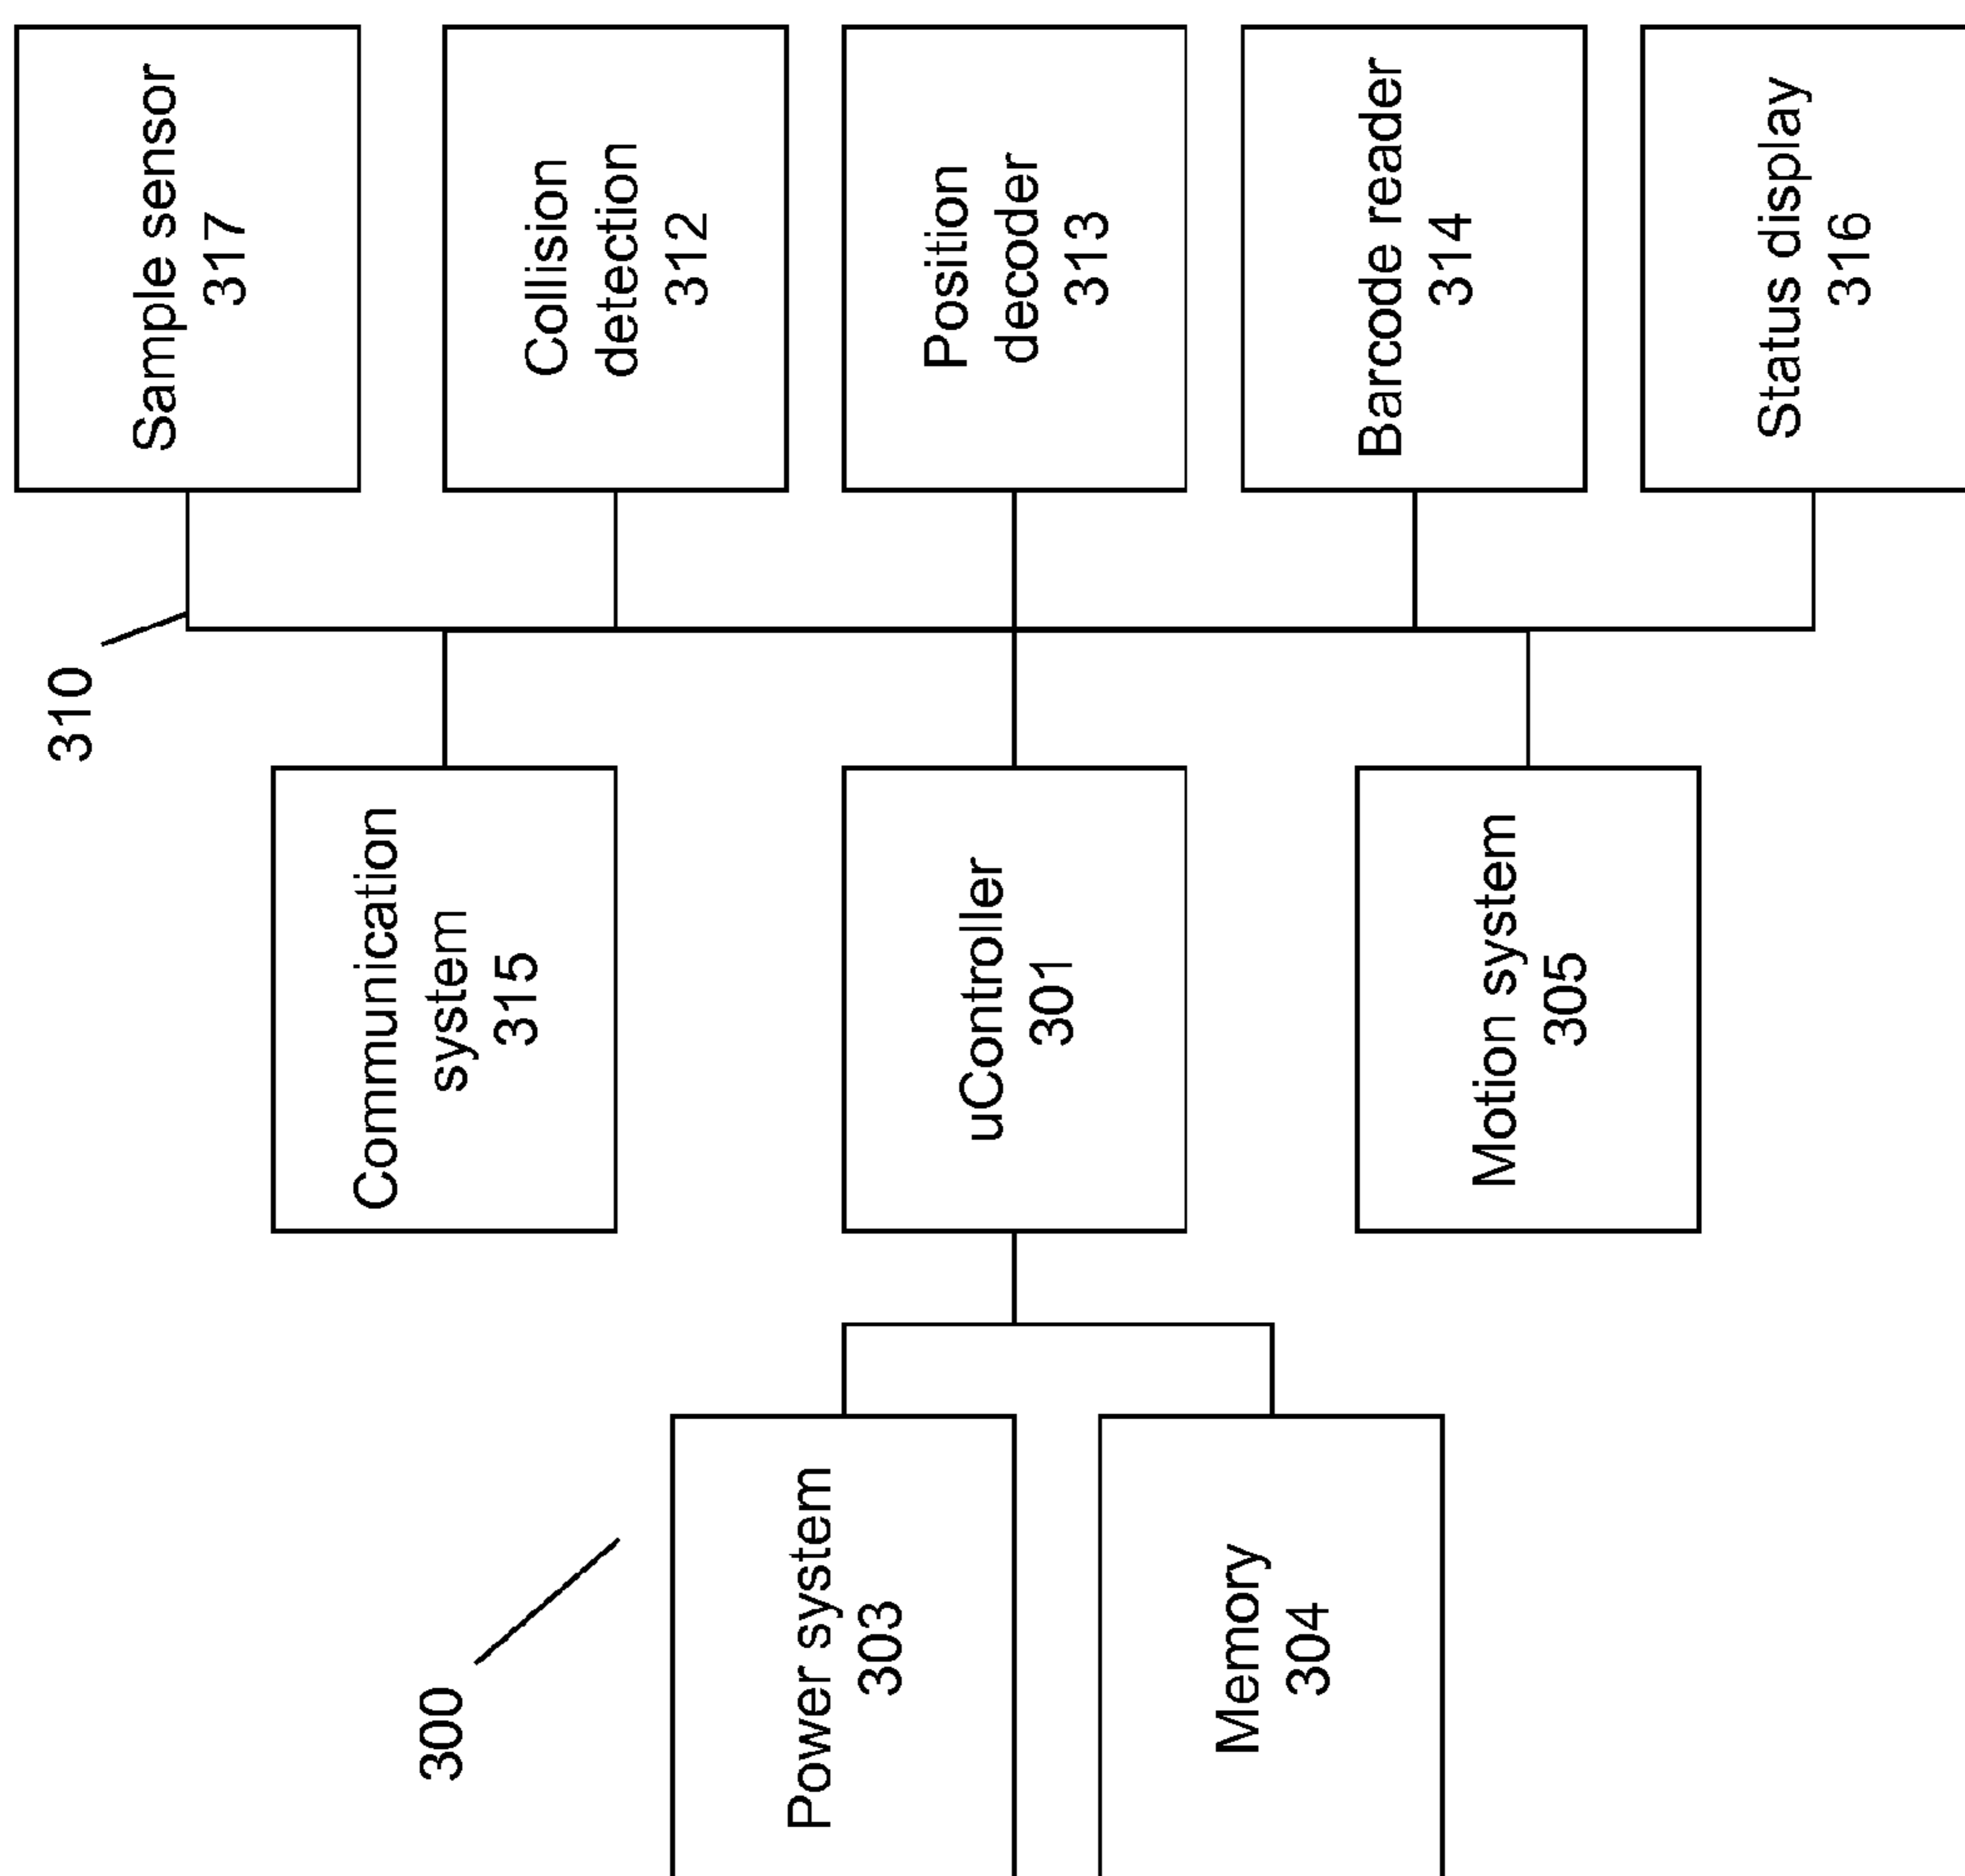 300
Power system
303
Memory
304
Communication
system
315
uController
301
Motion system
305
310
Sample sensor
317
Collision
detection
312
Position
decoder
313
Barcode reader
314
Status display
316